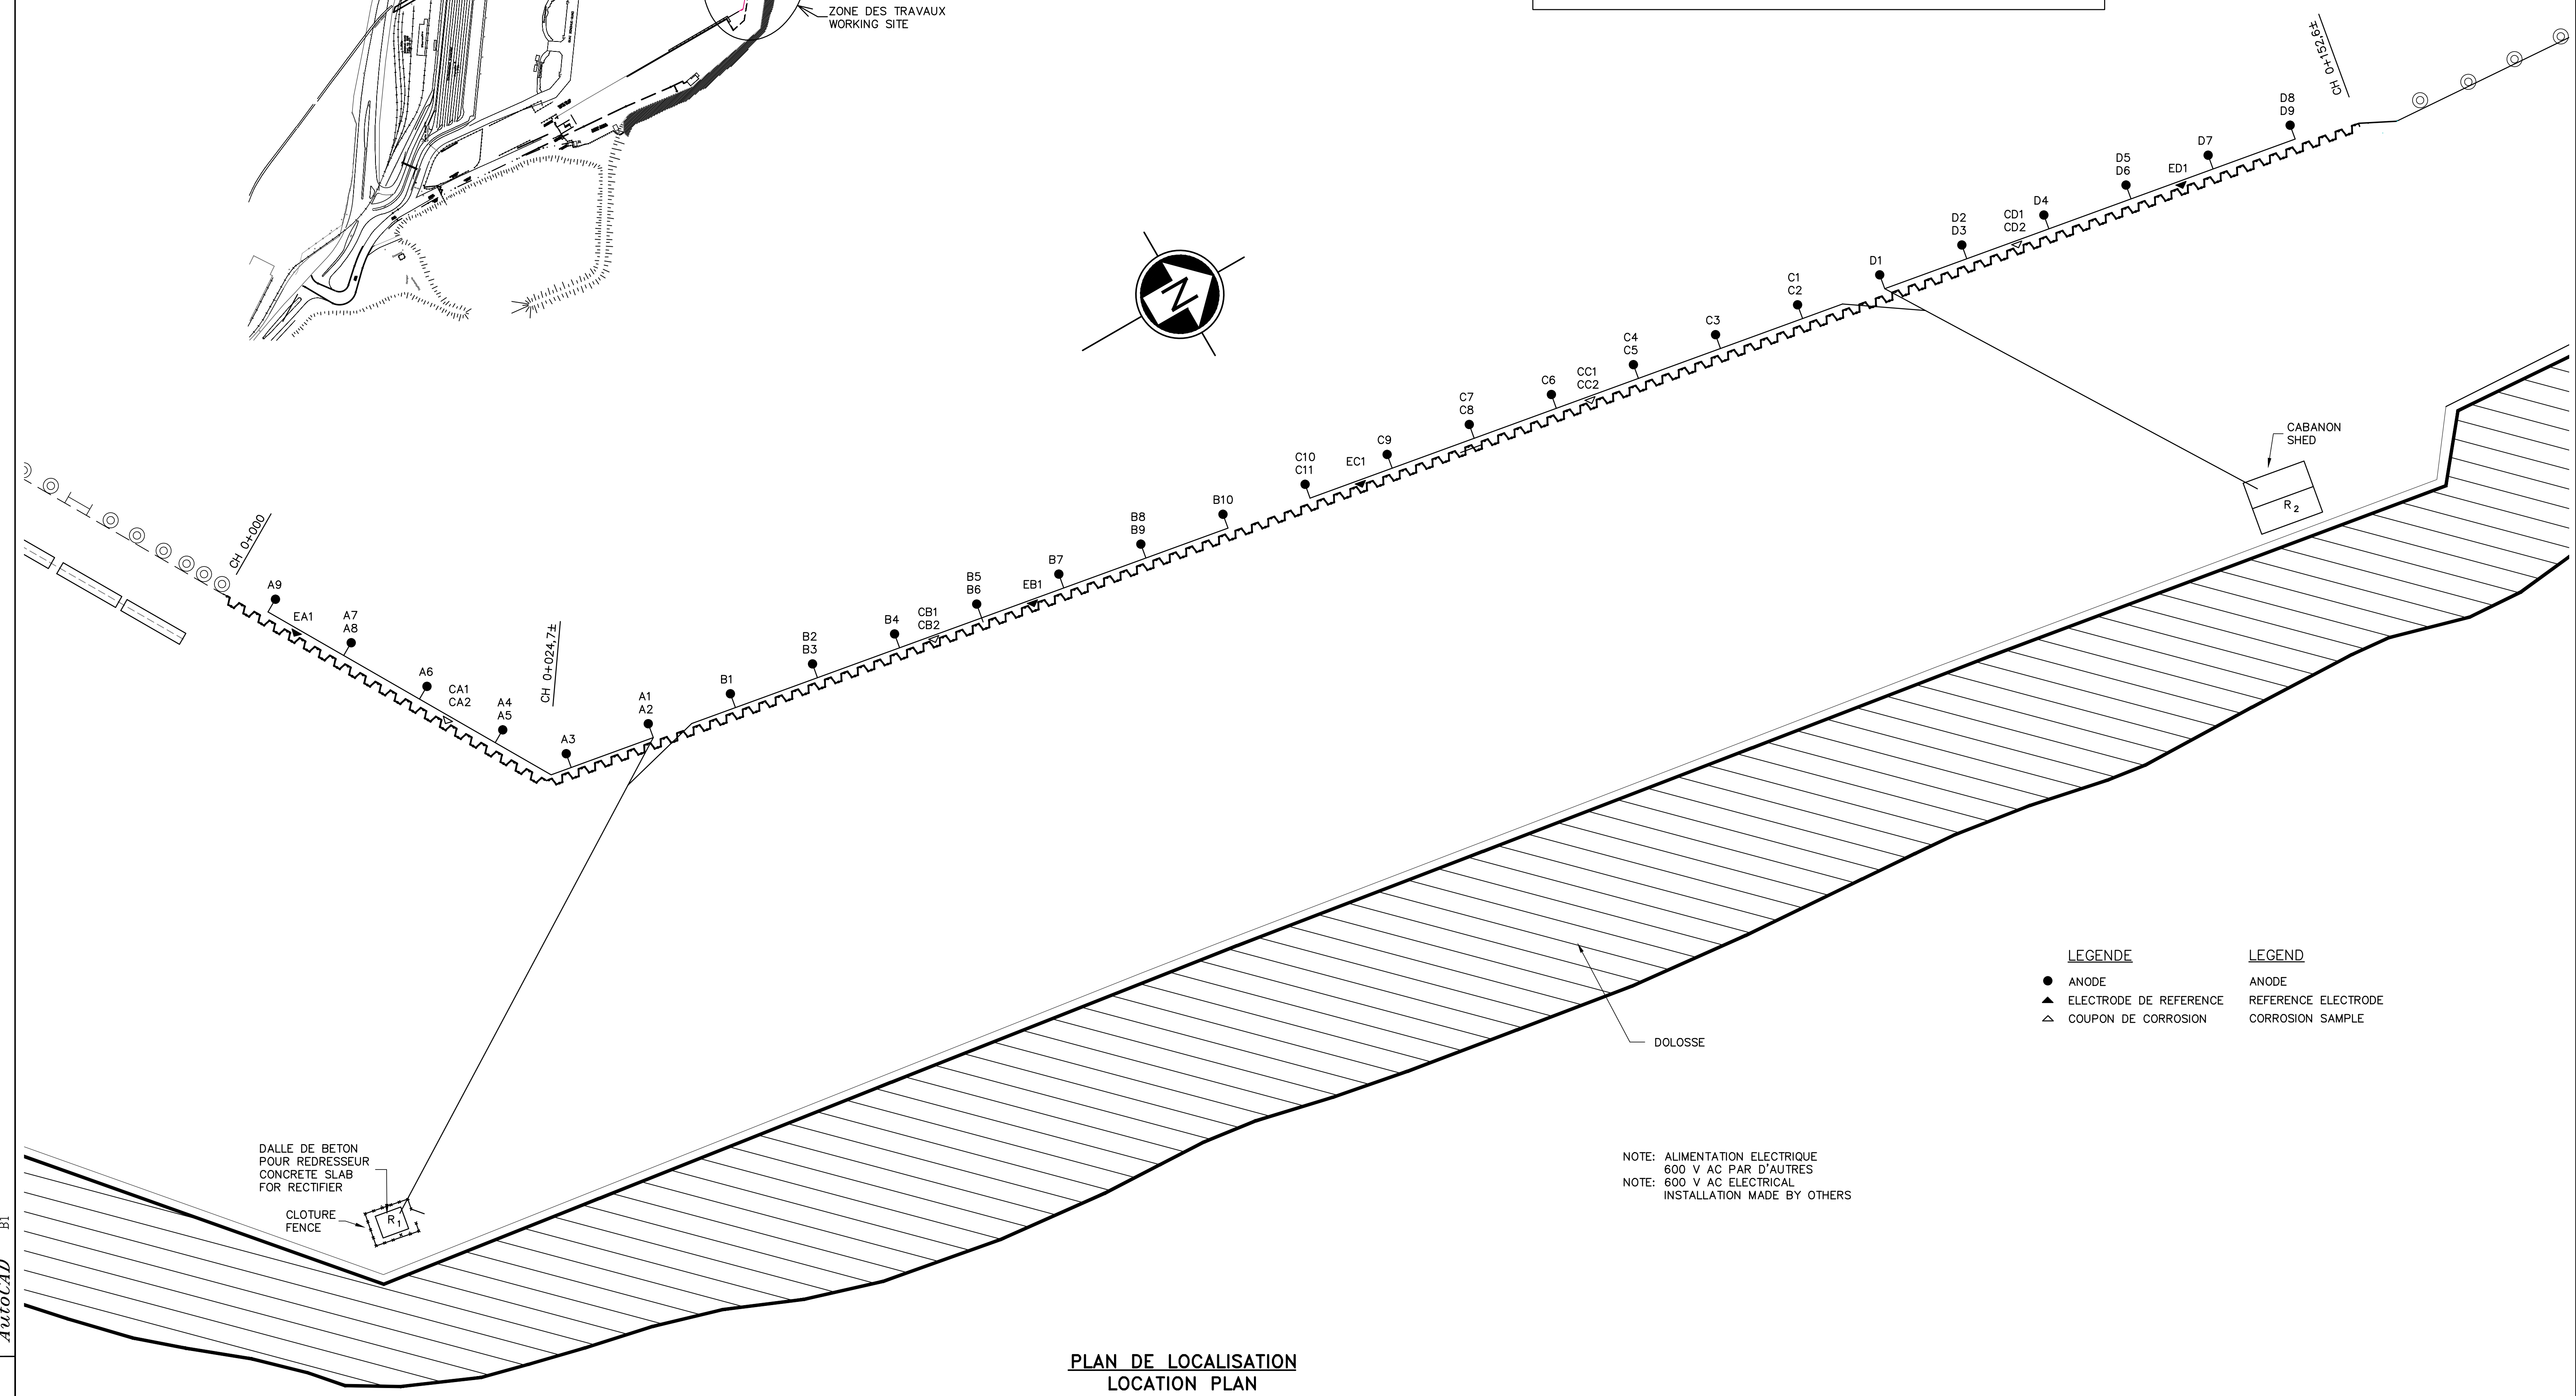 ZONE DES TRAVAUX
WORKING SITE
CH 0+152,6±
D8
D9
D7
ED1
D5
D6
D4
CD1
CD2
D2
D3
D1
C1
C2
C3
C4
C5
CC1
CC2
C6
C7
C8
C9
EC1
C10
C11
B10
B8
B9
B7
EB1
B5
B6
CB1
CB2
B4
B2
B3
B1
A1
A2
A3
CH 0+024,7±
A4
A5
CA1
CA2
A6
A7
A8
EA1
A9
CH 0+000
N
CABANON
SHED
R2
LEGENDE LEGEND
ANODE ANODE
ELECTRODE DE REFERENCE REFERENCE ELECTRODE
COUPON DE CORROSION CORROSION SAMPLE
DOLOSSE
NOTE: ALIMENTATION ELECTRIQUE
600 V AC PAR D'AUTRES
NOTE: 600 V AC ELECTRICAL
INSTALLATION MADE BY OTHERS
DALLE DE BETON
POUR REDRESSEUR
CONCRETE SLAB
FOR RECTIFIER
CLOTURE
FENCE
R1
PLAN DE LOCALISATION
LOCATION PLAN
AutoCAD B1